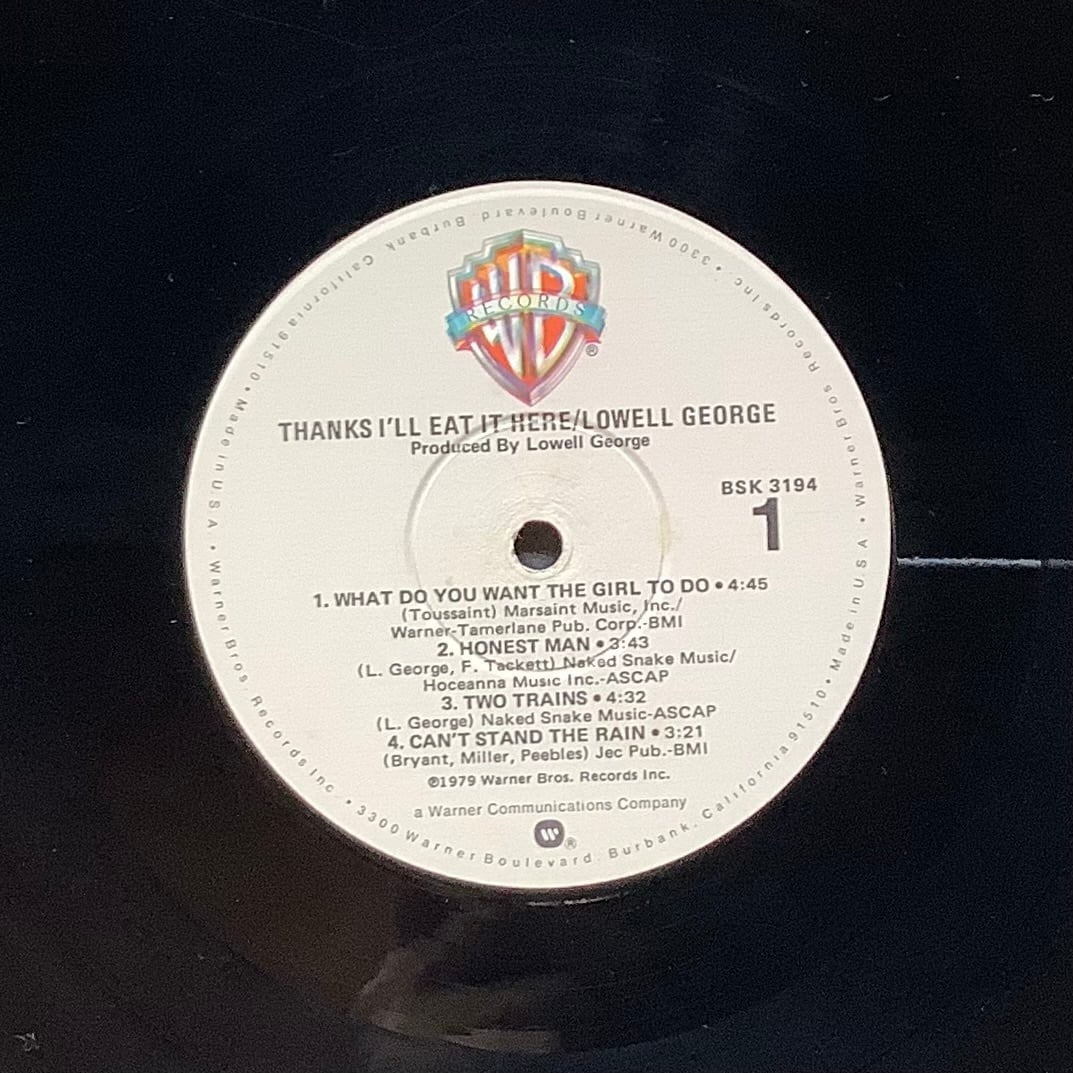 WB
RECORDS
®
THANKS I'LL EAT IT HERE/LOWELL GEORGE
Produced By Lowell George
BSK 3194
1
1. WHAT DO YOU WANT THE GIRL TO DO • 4:45
(Toussaint) Marsaint Music, Inc./
Warner-Tamerlane Pub. Corp.-BMI
2. HONEST MAN • 3:43
(L. George, F. Tackett) Naked Snake Music/
Hoceanna Music Inc.-ASCAP
3. TWO TRAINS • 4:32
(L. George) Naked Snake Music-ASCAP
4. CAN'T STAND THE RAIN • 3:21
(Bryant, Miller, Peebles) Jec Pub.-BMI
℗1979 Warner Bros. Records Inc.
a Warner Communications Company
W®
Warner Bros. Records Inc. • 3300 Warner Boulevard, Burbank, California 91510 • Made in U S A • Warner Bros Records Inc. • 3300 Warner Boulevard Burbank California 91510 • Made in U S A •